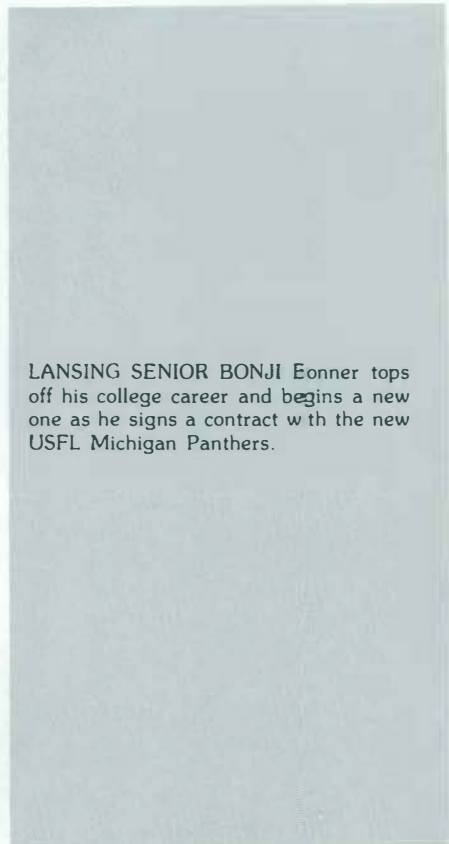 LANSING SENIOR BONJI Eonner tops
off his college career and begins a new
one as he signs a contract w th the new
USFL Michigan Panthers.